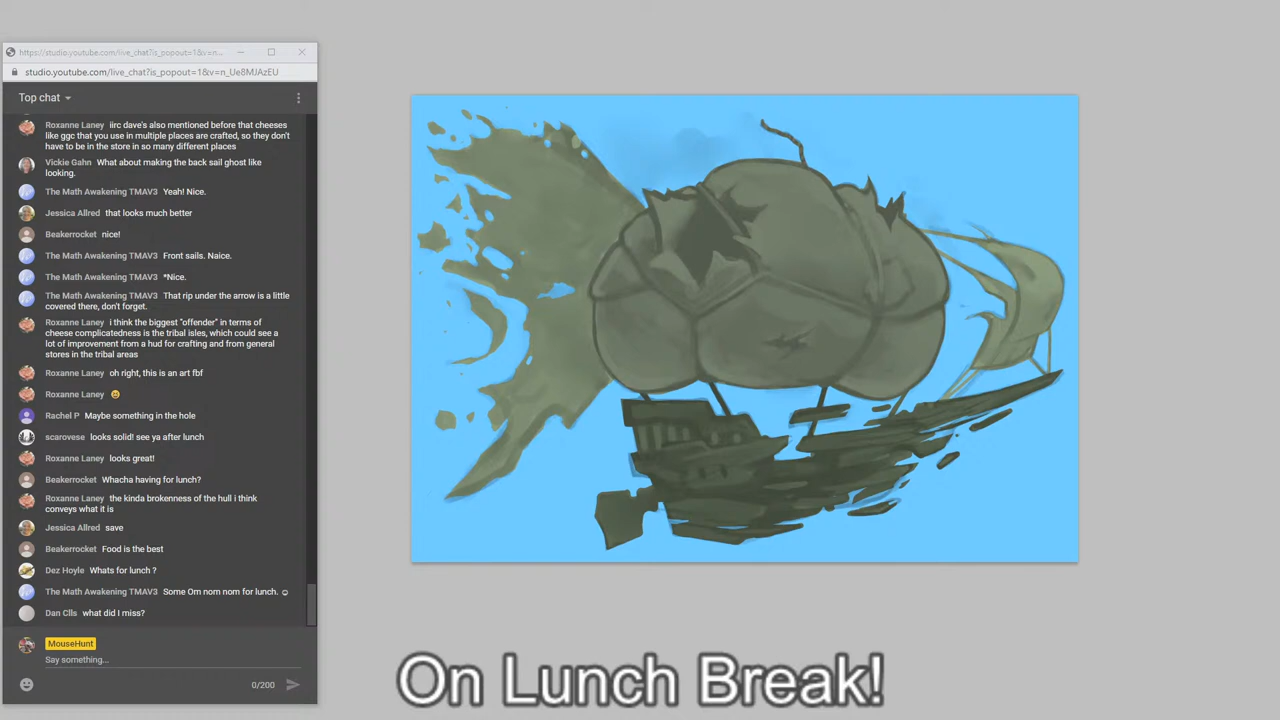 https://studio.youtube.com/live_chat?is_popout=1&v=n...
studio.youtube.com/live_chat?is_popout=1&v=n_Ue8MJAzEU
Top chat
Roxanne Laney iirc dave's also mentioned before that cheeses
like ggc that you use in multiple places are crafted, so they don't
have to be in the store in so many different places
Vickie Gahn What about making the back sail ghost like
looking.
The Math Awakening TMAV3 Yeah! Nice.
Jessica Allred that looks much better
Beakerrocket nice!
The Math Awakening TMAV3 Front sails. Naice.
The Math Awakening TMAV3 *Nice.
The Math Awakening TMAV3 That rip under the arrow is a little
covered there, don't forget.
Roxanne Laney i think the biggest "offender" in terms of
cheese complicatedness is the tribal isles, which could see a
lot of improvement from a hud for crafting and from general
stores in the tribal areas
Roxanne Laney oh right, this is an art fbf
Roxanne Laney
Rachel P Maybe something in the hole
scarovese looks solid! see ya after lunch
Roxanne Laney looks great!
Beakerrocket Whacha having for lunch?
Roxanne Laney the kinda brokenness of the hull i think
conveys what it is
Jessica Allred save
Beakerrocket Food is the best
Dez Hoyle Whats for lunch ?
The Math Awakening TMAV3 Some Om nom nom for lunch. ☺
Dan Clls what did I miss?
MouseHunt
Say something...
0/200
On Lunch Break!